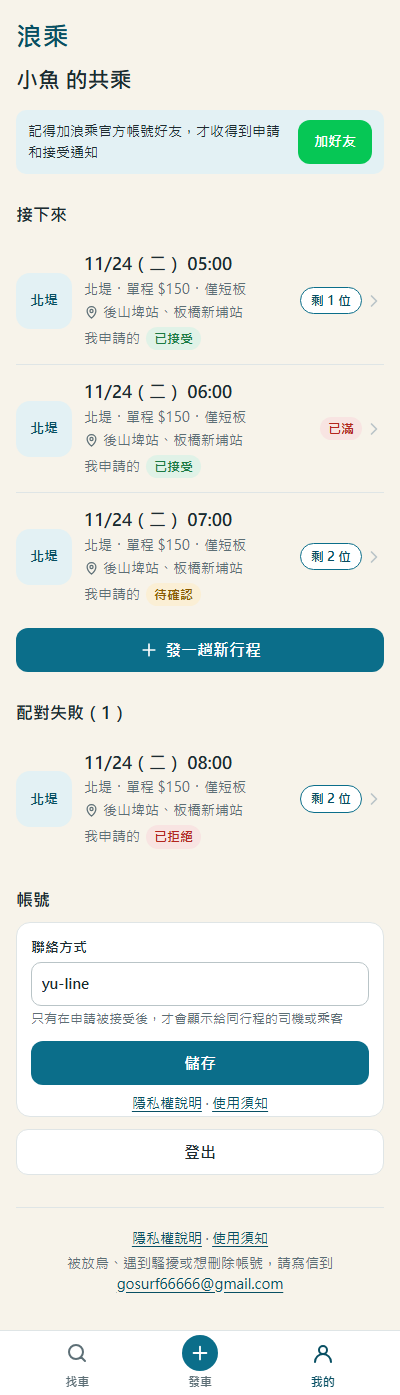 浪乘
小魚 的共乘
記得加浪乘官方帳號好友，才收得到申請
和接受通知
加好友
接下來
北堤
11/24（二）05:00
北堤・單程 $150・僅短板
後山埤站、板橋新埔站
我申請的 已接受
剩 1 位
北堤
11/24（二）06:00
北堤・單程 $150・僅短板
後山埤站、板橋新埔站
我申請的 已接受
已滿
北堤
11/24（二）07:00
北堤・單程 $150・僅短板
後山埤站、板橋新埔站
我申請的 待確認
剩 2 位
＋ 發一趟新行程
配對失敗（1）
北堤
11/24（二）08:00
北堤・單程 $150・僅短板
後山埤站、板橋新埔站
我申請的 已拒絕
剩 2 位
帳號
聯絡方式
yu-line
只有在申請被接受後，才會顯示給同行程的司機或乘客
儲存
隱私權說明・使用須知
登出
隱私權說明・使用須知
被放鳥、遇到騷擾或想刪除帳號，請寫信到
gosurf66666@gmail.com
找車
發車
我的